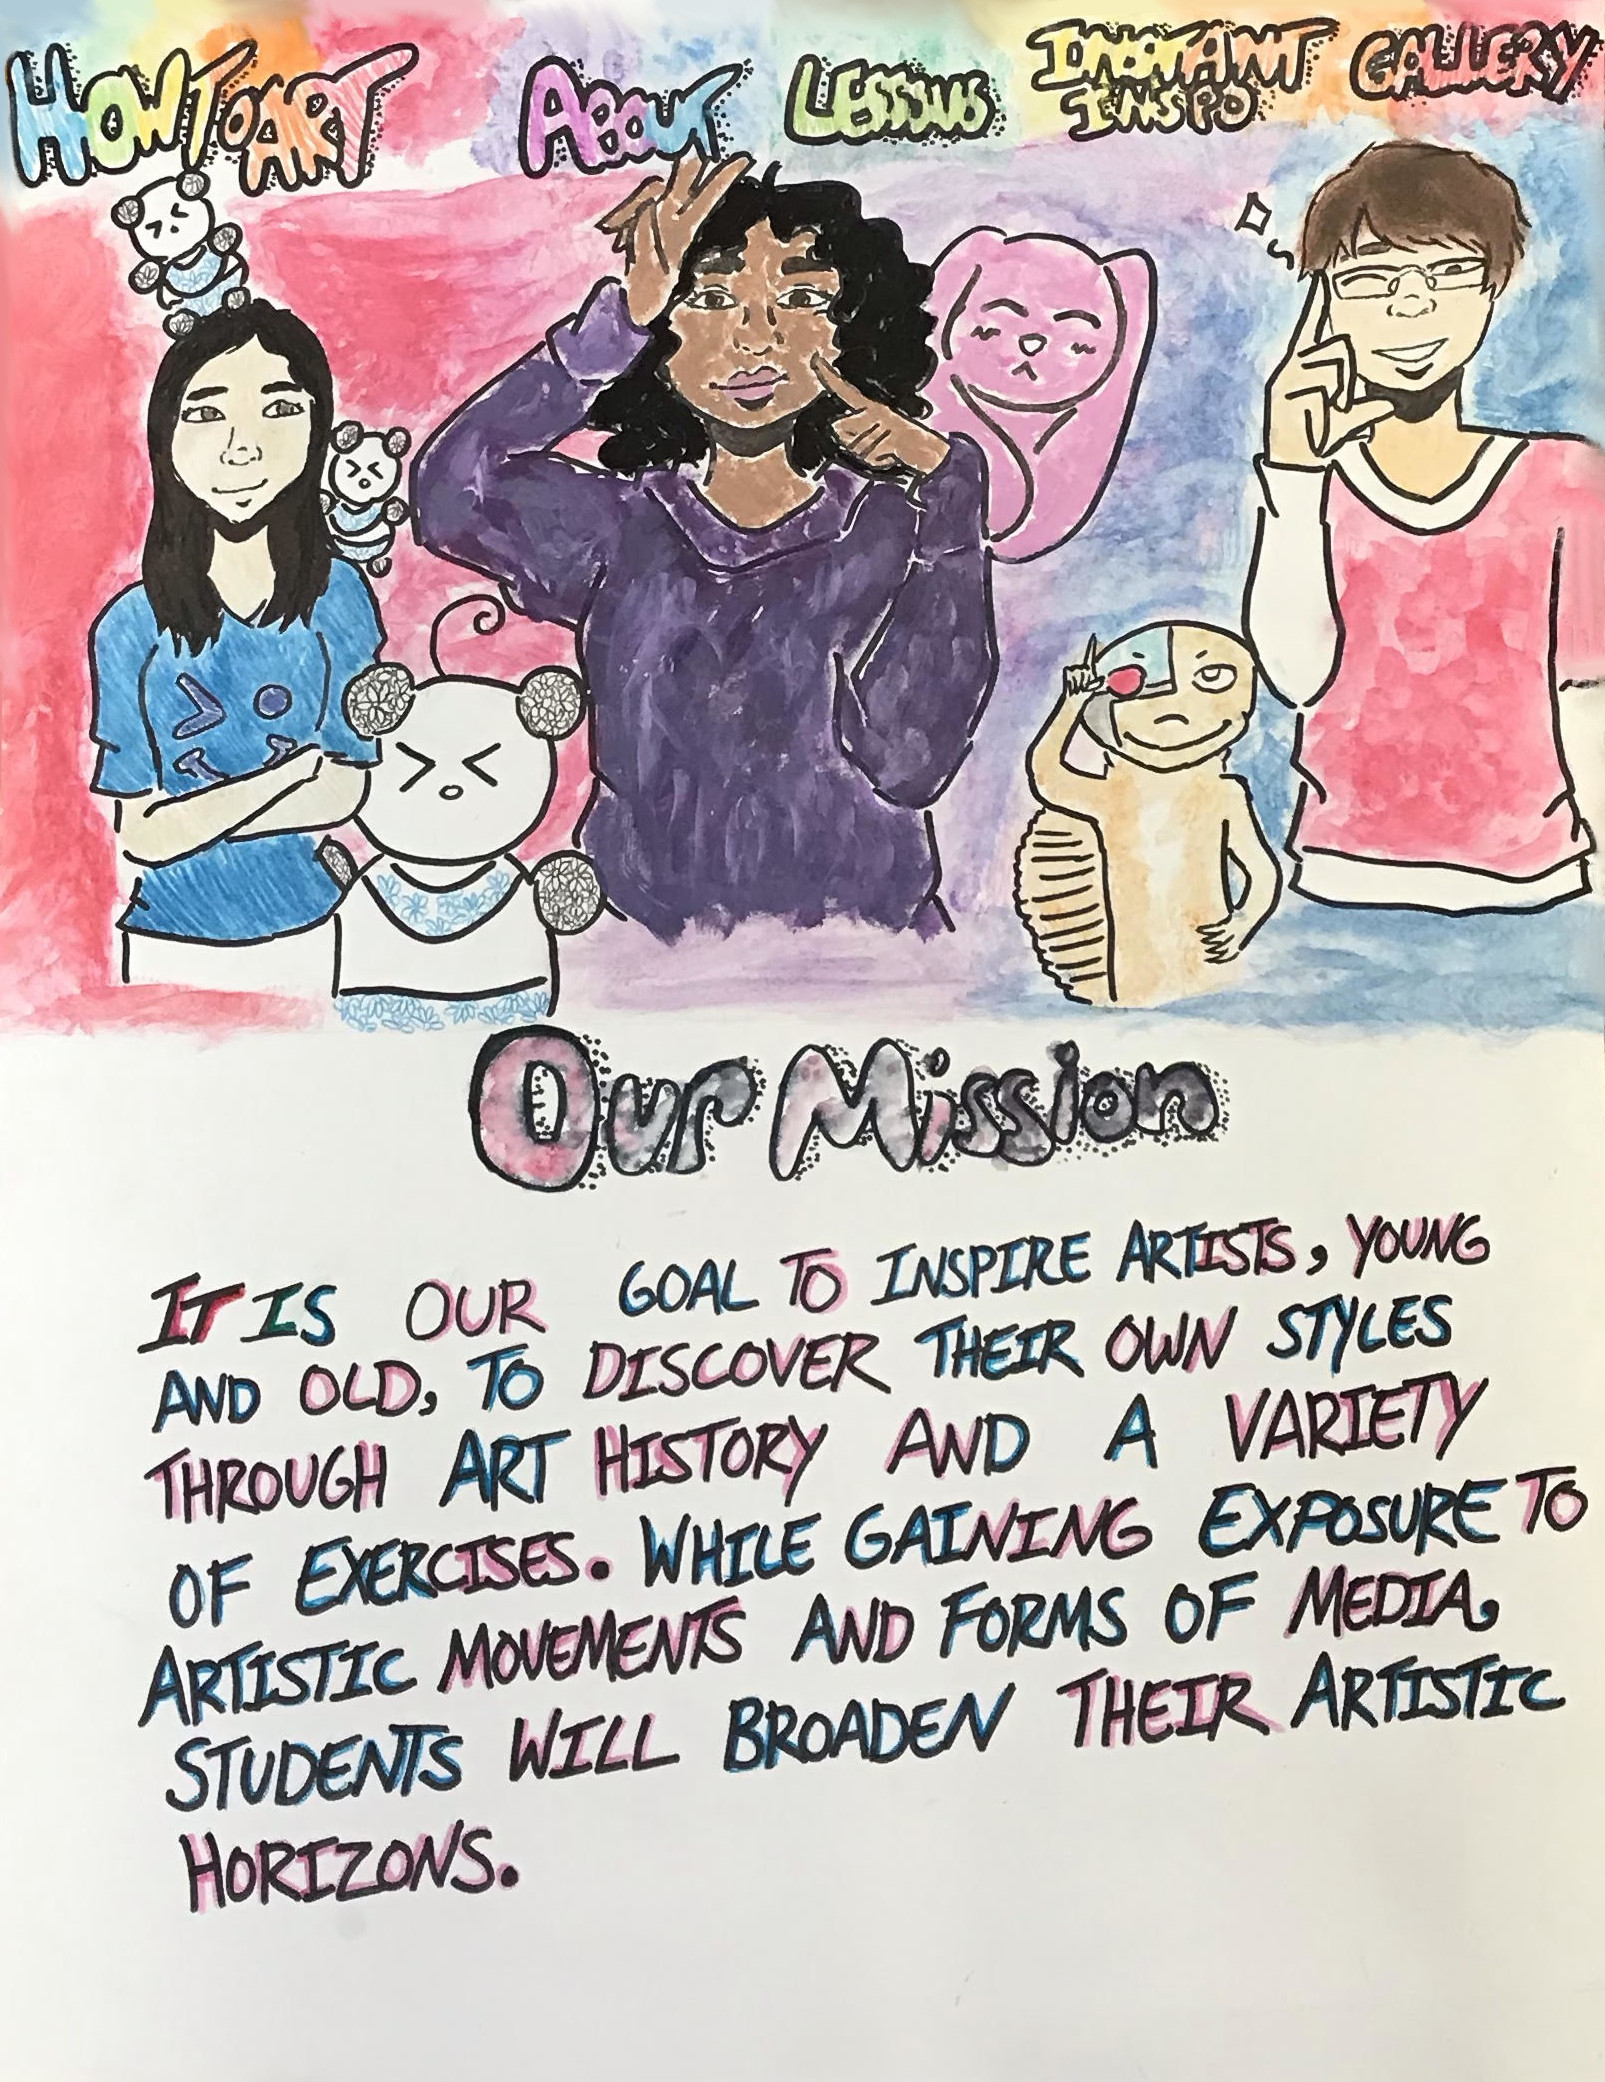 HOW TO ART
ABOUT
LESSONS
INSTANT
INSPO
GALLERY
Our Mission
IT IS OUR GOAL TO INSPIRE ARTISTS, YOUNG
AND OLD, TO DISCOVER THEIR OWN STYLES
THROUGH ART HISTORY AND A VARIETY
OF EXERCISES. WHILE GAINING EXPOSURE TO
ARTISTIC MOVEMENTS AND FORMS OF MEDIA,
STUDENTS WILL BROADEN THEIR ARTISTIC
HORIZONS.